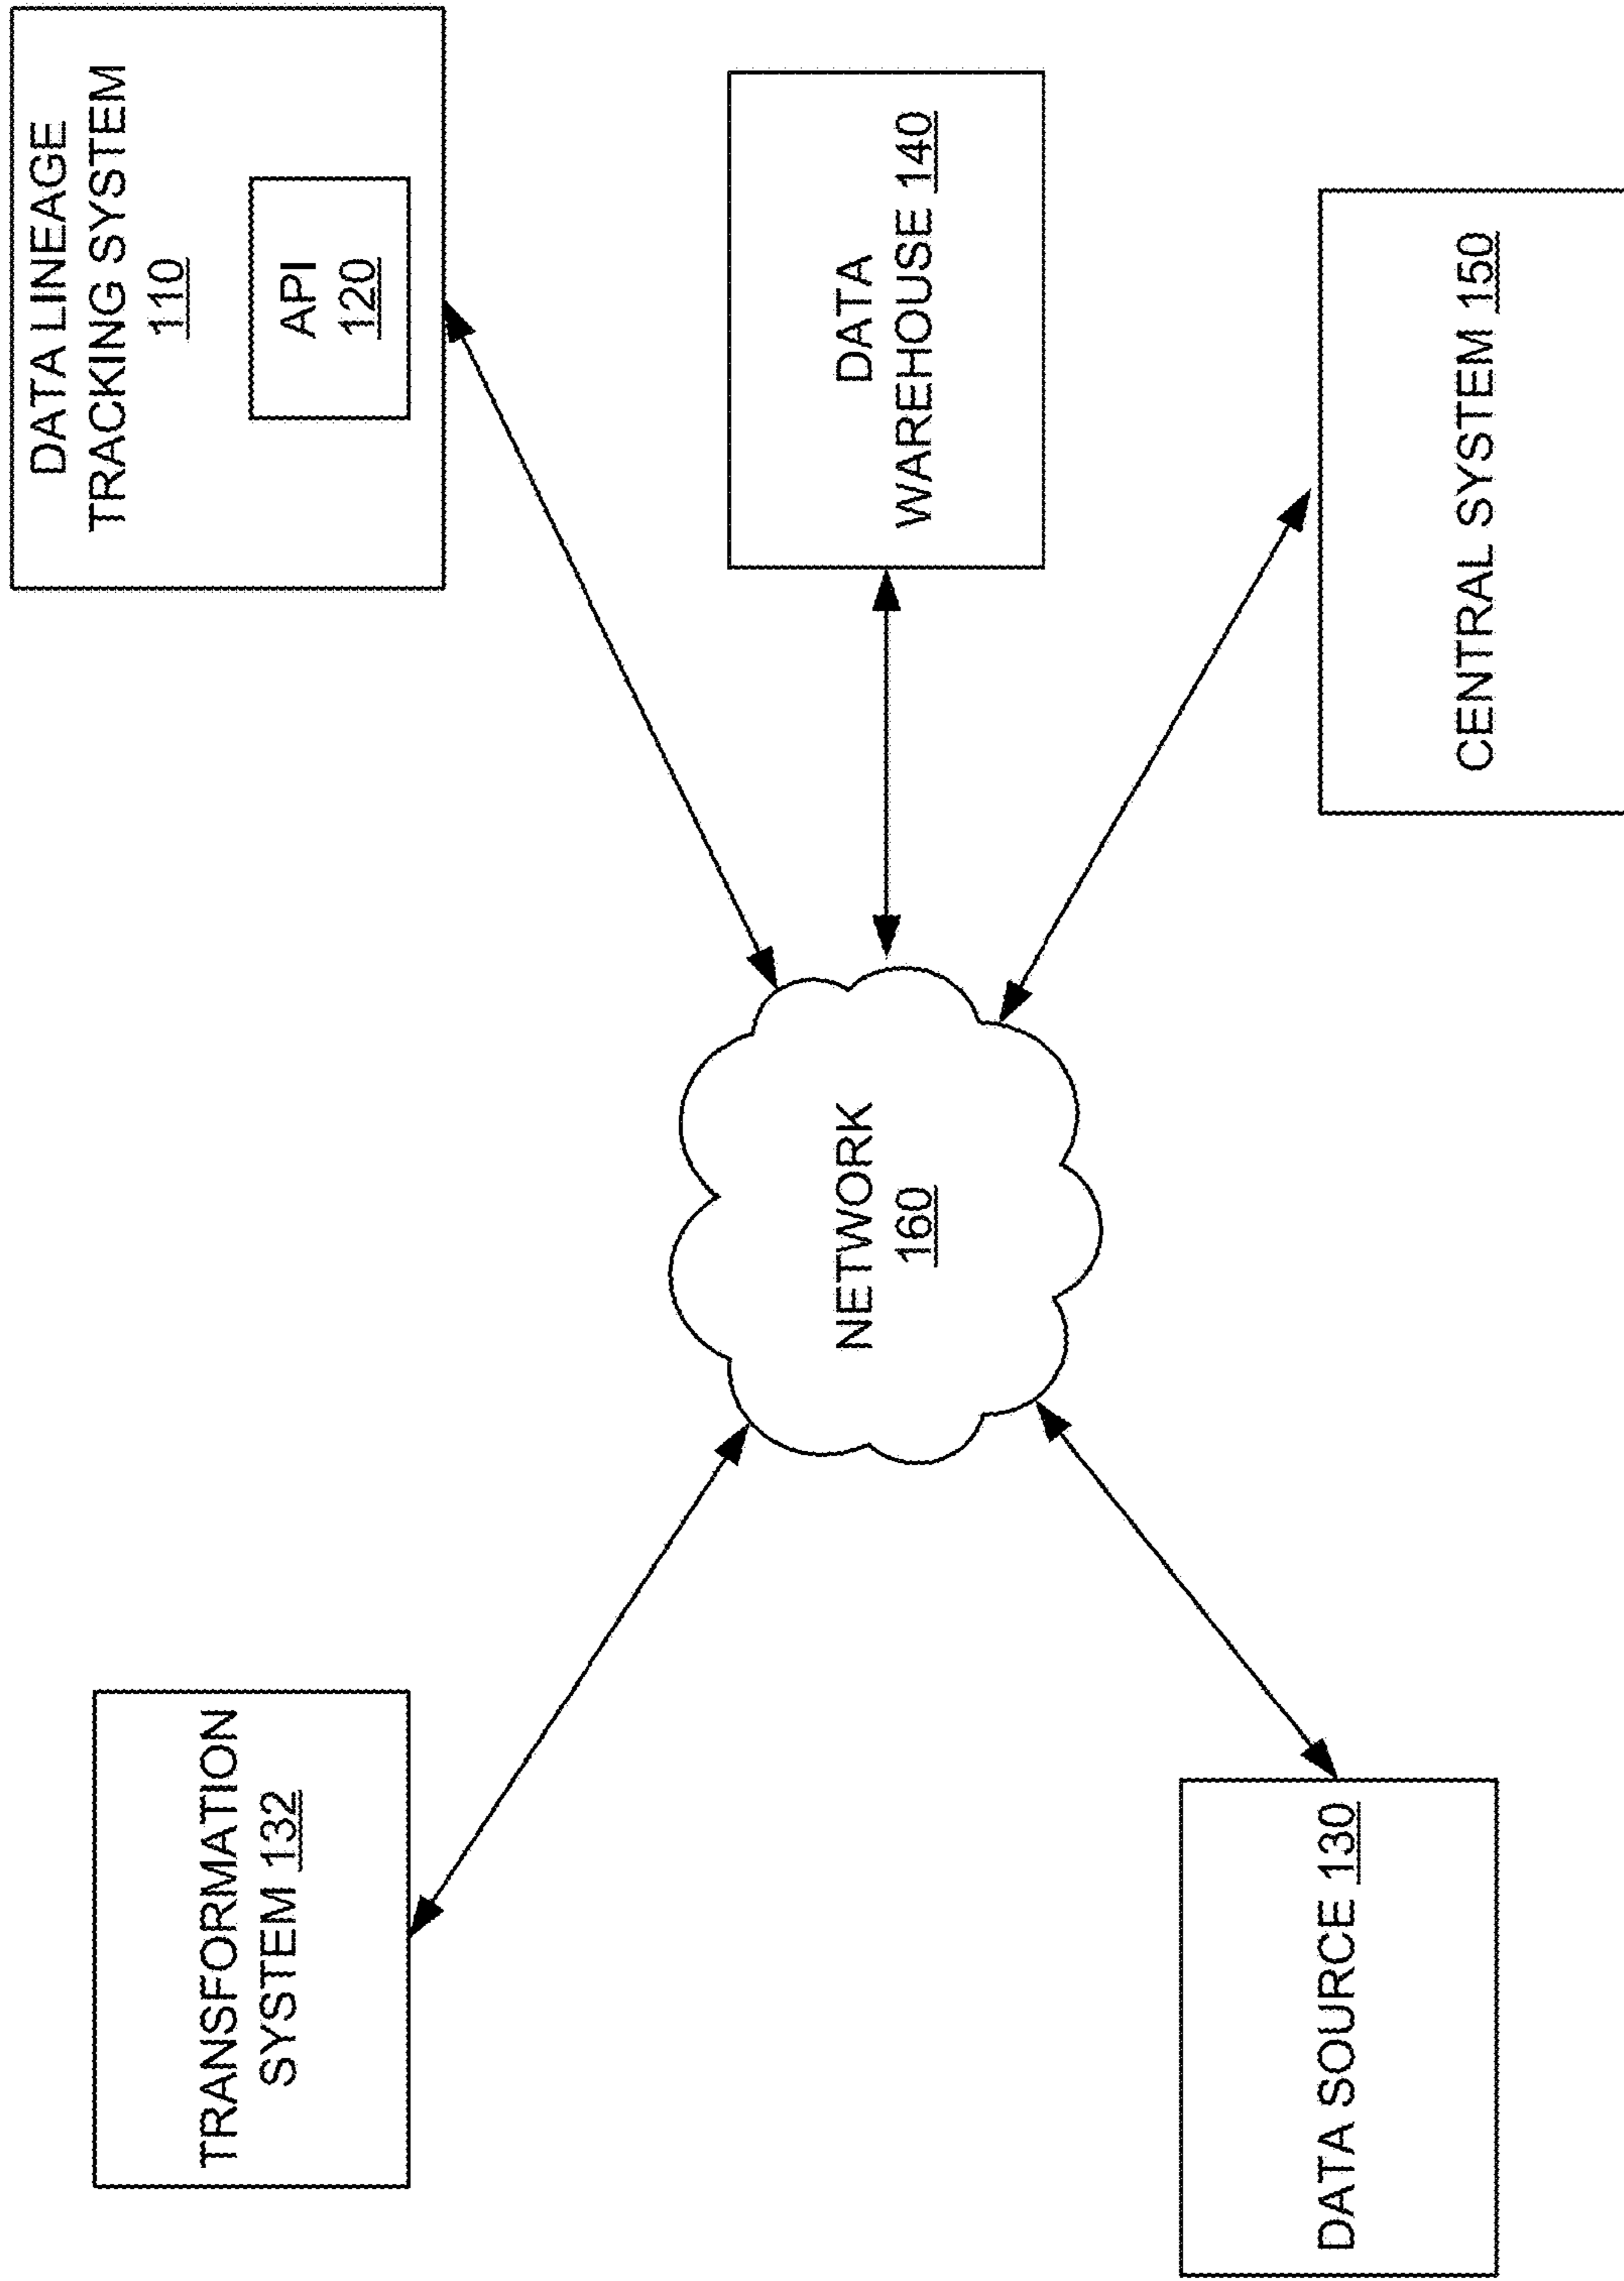 DATA LINEAGE
TRACKING SYSTEM
110
API
120
TRANSFORMATION
SYSTEM 132
NETWORK
160
DATA
WAREHOUSE 140
DATA SOURCE 130
CENTRAL SYSTEM 150